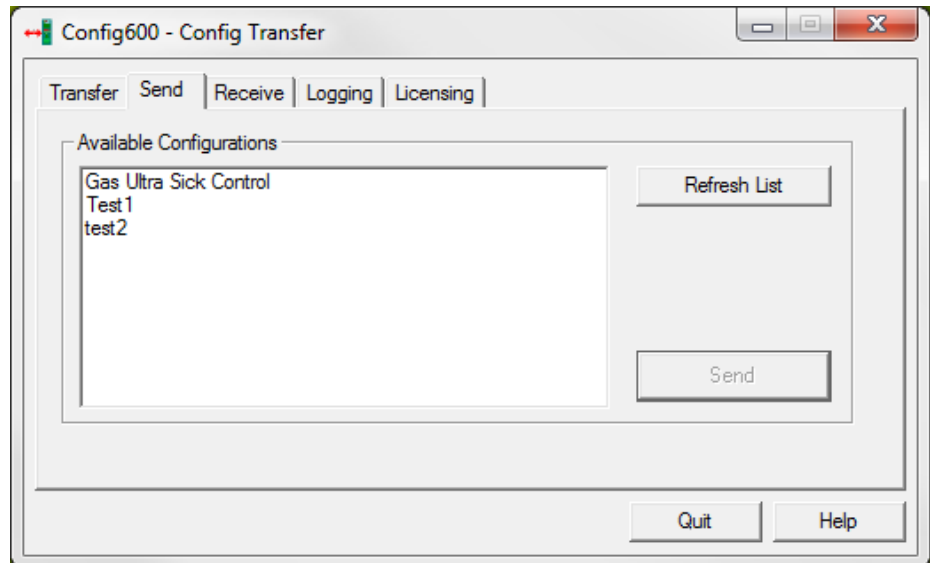 Config600 - Config Transfer
Transfer Send Receive Logging Licensing
Available Configurations
Gas Ultra Sick Control
Test1
test2
Refresh List
Send
Quit Help